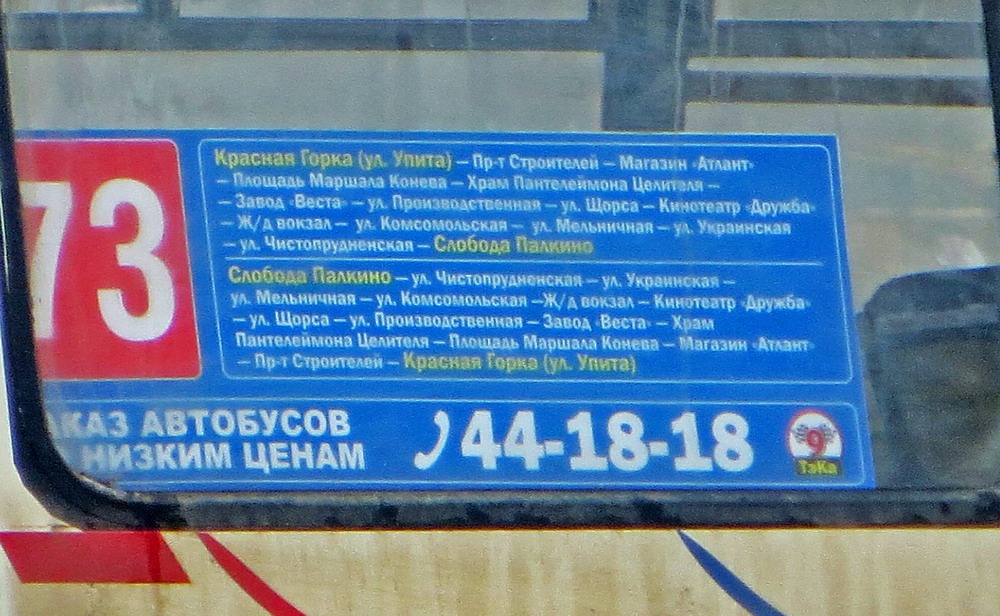 73
Красная Горка (ул. Упита) – Пр-т Строителей – Магазин «Атлант»
– Площадь Маршала Конева – Храм Пантелеймона Целителя –
– Завод «Веста» – ул. Производственная – ул. Щорса – Кинотеатр «Дружба»
– Ж/д вокзал – ул. Комсомольская – ул. Мельничная – ул. Украинская
– ул. Чистопрудненская – Слобода Палкино
Слобода Палкино – ул. Чистопрудненская – ул. Украинская –
ул. Мельничная – ул. Комсомольская –Ж/д вокзал – Кинотеатр «Дружба»
– ул. Щорса – ул. Производственная – Завод «Веста» – Храм
Пантелеймона Целителя – Площадь Маршала Конева – Магазин «Атлант»
– Пр-т Строителей – Красная Горка (ул. Упита)
АКАЗ АВТОБУСОВ
НИЗКИМ ЦЕНАМ
44-18-18
9
ТаКа